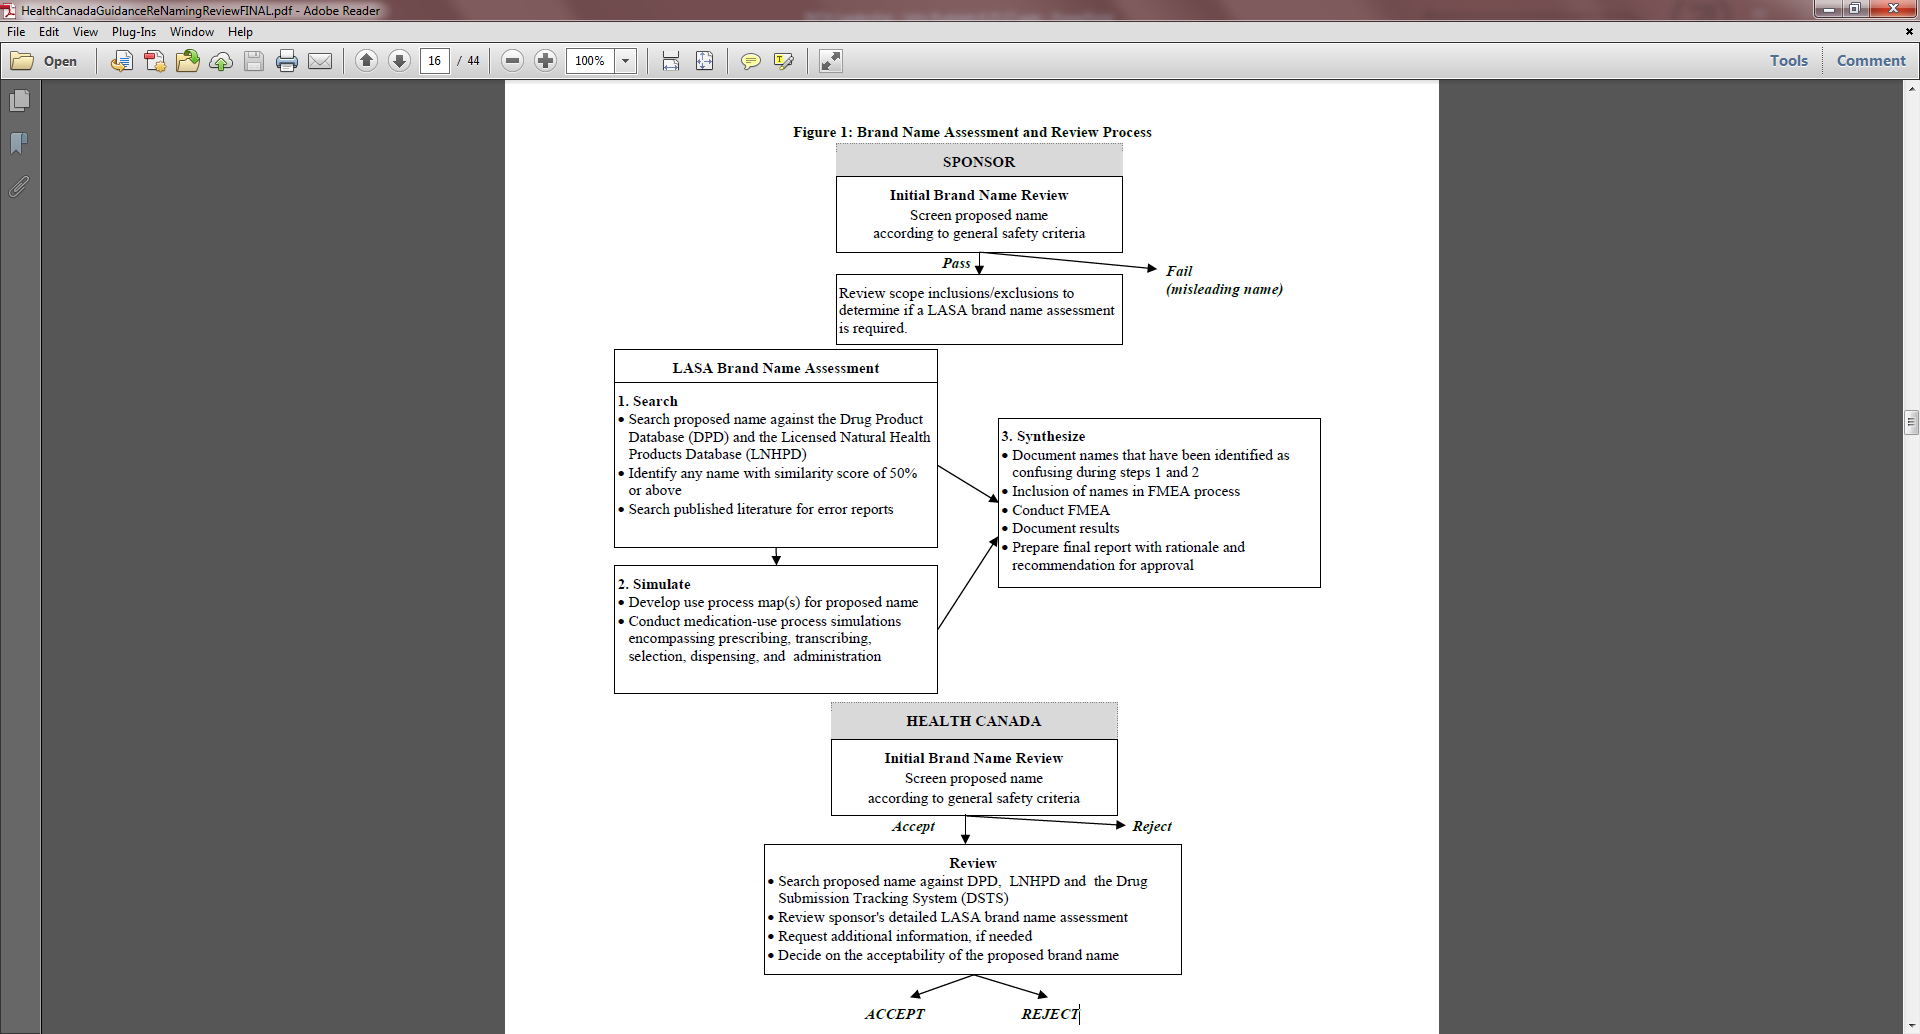 HealthCanadaGuidanceReNamingReviewFINAL.pdf - Adobe Reader
File Edit View Plug-Ins Window Help
Open 16 / 44 100% Tools Comment
Figure 1: Brand Name Assessment and Review Process
SPONSOR
Initial Brand Name Review
Screen proposed name
according to general safety criteria
Pass
Fail
(misleading name)
Review scope inclusions/exclusions to
determine if a LASA brand name assessment
is required.
LASA Brand Name Assessment
1. Search
• Search proposed name against the Drug Product
Database (DPD) and the Licensed Natural Health
Products Database (LNHPD)
• Identify any name with similarity score of 50%
or above
• Search published literature for error reports
2. Simulate
• Develop use process map(s) for proposed name
• Conduct medication-use process simulations
encompassing prescribing, transcribing,
selection, dispensing, and administration
3. Synthesize
• Document names that have been identified as
confusing during steps 1 and 2
• Inclusion of names in FMEA process
• Conduct FMEA
• Document results
• Prepare final report with rationale and
recommendation for approval
HEALTH CANADA
Initial Brand Name Review
Screen proposed name
according to general safety criteria
Accept
Reject
Review
• Search proposed name against DPD, LNHPD and the Drug
Submission Tracking System (DSTS)
• Review sponsor's detailed LASA brand name assessment
• Request additional information, if needed
• Decide on the acceptability of the proposed brand name
ACCEPT
REJECT